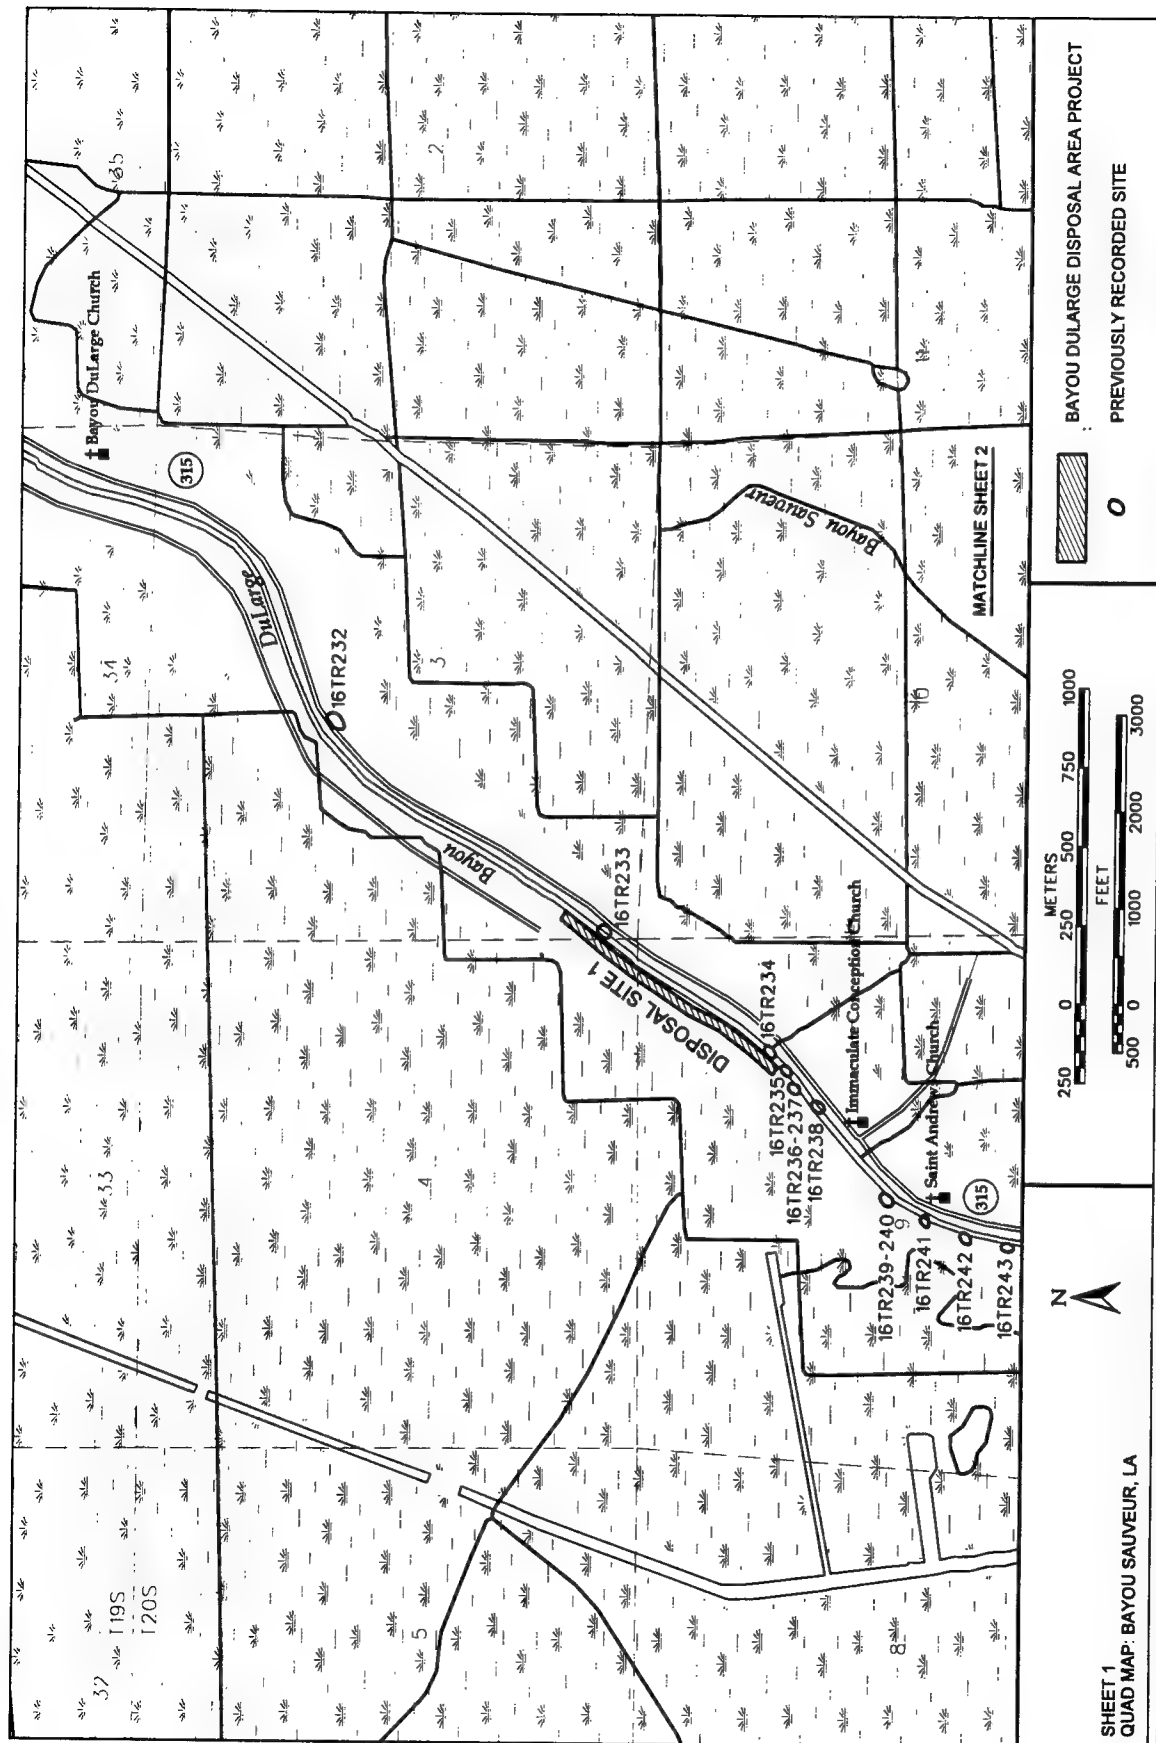 35
Bayou DuLarge Church
315
2
34
DuLarge
16TR232
3
Bayou
11
Bayou Sauveur
MATCHLINE SHEET 2
10
16TR233
DISPOSAL SITE 1
16TR234
16TR235
16TR236-237
16TR238
Immaculate Conception Church
Saint Andrew Church
315
33
4
9
16TR239-240
16TR241
16TR242
16TR243
32
T19S
T20S
5
8
SHEET 1
QUAD MAP: BAYOU SAUVEUR, LA
N
METERS
250 0 250 500 750 1000
FEET
500 0 1000 2000 3000
BAYOU DULARGE DISPOSAL AREA PROJECT
PREVIOUSLY RECORDED SITE